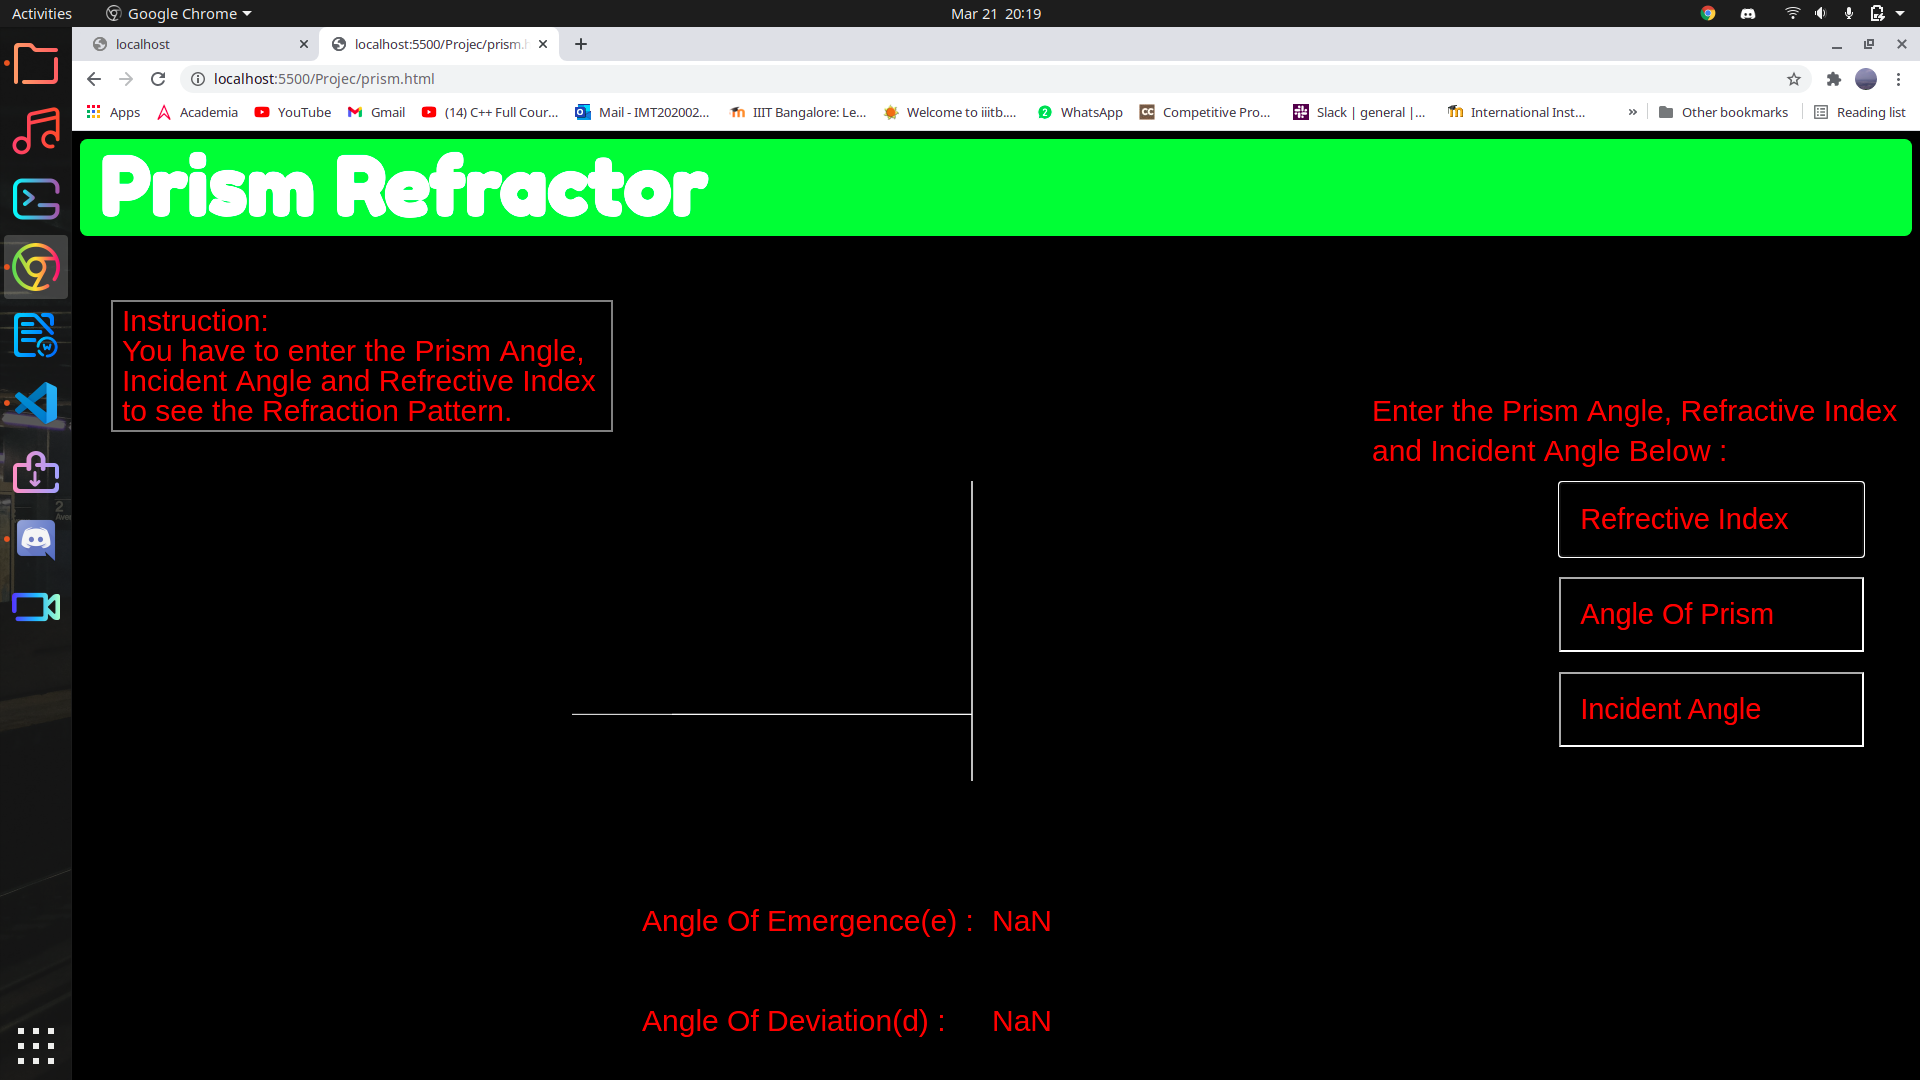 Activities
Google Chrome
Mar 21 20:19
localhost
localhost:5500/Projec/prism.h
localhost:5500/Projec/prism.html
Apps
Academia
YouTube
Gmail
(14) C++ Full Cour...
Mail - IMT202002...
IIIT Bangalore: Le...
Welcome to iiitb....
2
WhatsApp
CC
Competitive Pro...
Slack | general |...
International Inst...
»
Other bookmarks
Reading list
Prism Refractor
Instruction:
You have to enter the Prism Angle,
Incident Angle and Refrective Index
to see the Refraction Pattern.
Enter the Prism Angle, Refractive Index
and Incident Angle Below :
Refrective Index
Angle Of Prism
Incident Angle
Angle Of Emergence(e) : NaN
Angle Of Deviation(d) : NaN